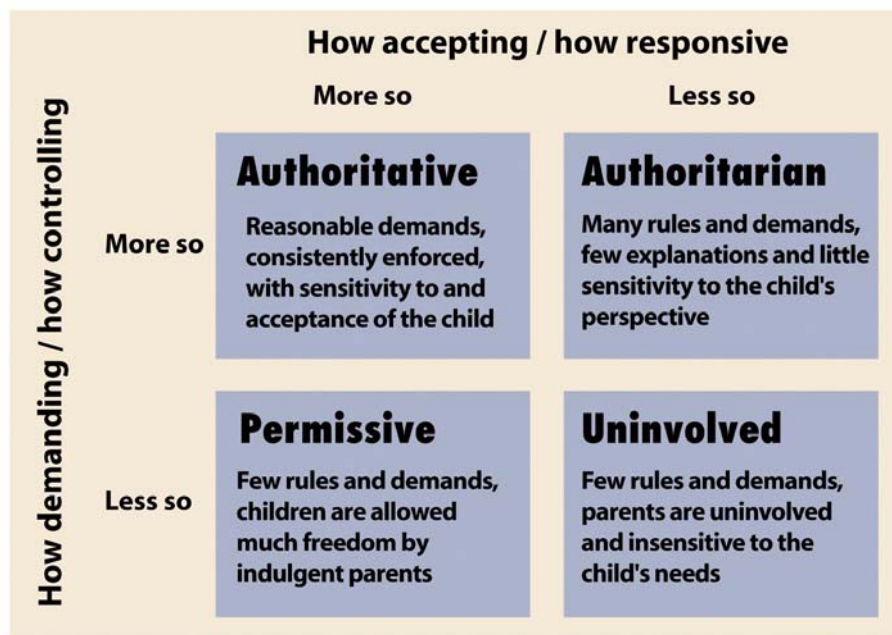 How accepting / how responsive
More so
Less so
How demanding / how controlling
More so
Authoritative
Reasonable demands,
consistently enforced,
with sensitivity to and
acceptance of the child
Authoritarian
Many rules and demands,
few explanations and little
sensitivity to the child's
perspective
Less so
Permissive
Few rules and demands,
children are allowed
much freedom by
indulgent parents
Uninvolved
Few rules and demands,
parents are uninvolved
and insensitive to the
child's needs